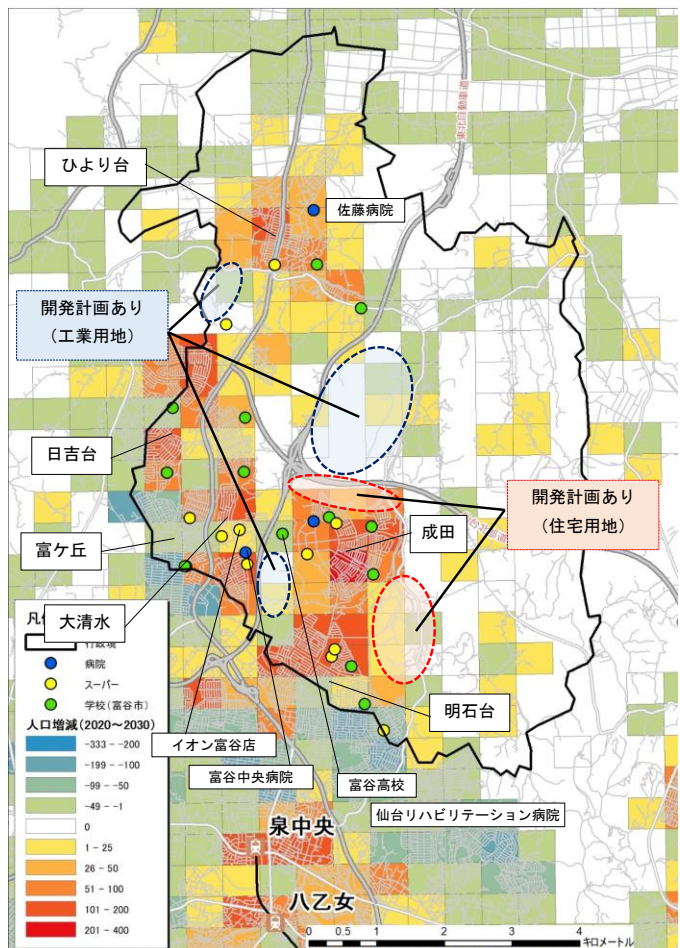 東北自動車道
ひより台
佐藤病院
開発計画あり
（工業用地）
日吉台
開発計画あり
（住宅用地）
成田
富ケ丘
大清水
明石台
イオン富谷店
富谷中央病院
富谷高校
仙台リハビリテーション病院
泉中央
八乙女
行政境
病院
スーパー
学校（富谷市）
人口増減（2020～2030）
-333 - -200
-199 - -100
-99 - -50
-49 - -1
0
1 - 25
26 - 50
51 - 100
101 - 200
201 - 400
0 0.5 1 2 3 4
キロメートル